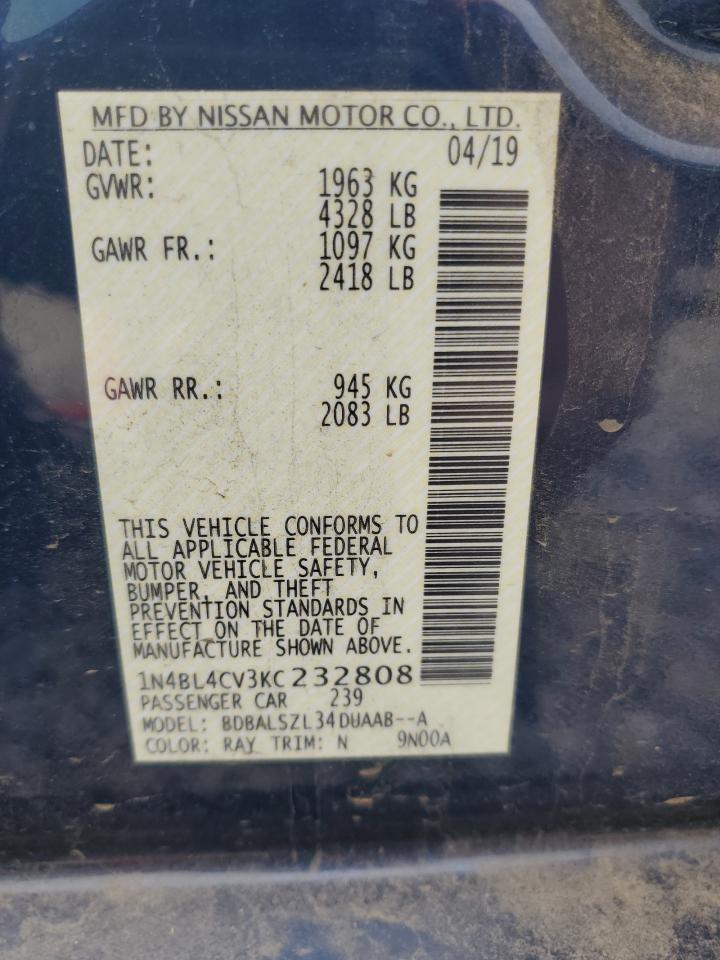 MFD BY NISSAN MOTOR CO., LTD.
DATE: 04/19
GVWR: 1963 KG
4328 LB
GAWR FR.: 1097 KG
2418 LB
GAWR RR.: 945 KG
2083 LB
THIS VEHICLE CONFORMS TO
ALL APPLICABLE FEDERAL
MOTOR VEHICLE SAFETY,
BUMPER, AND THEFT
PREVENTION STANDARDS IN
EFFECT ON THE DATE OF
MANUFACTURE SHOWN ABOVE.
1N4BL4CV3KC232808
PASSENGER CAR 239
MODEL: BDBALSZL34DUAAB--A
COLOR: RAY TRIM: N 9N00A